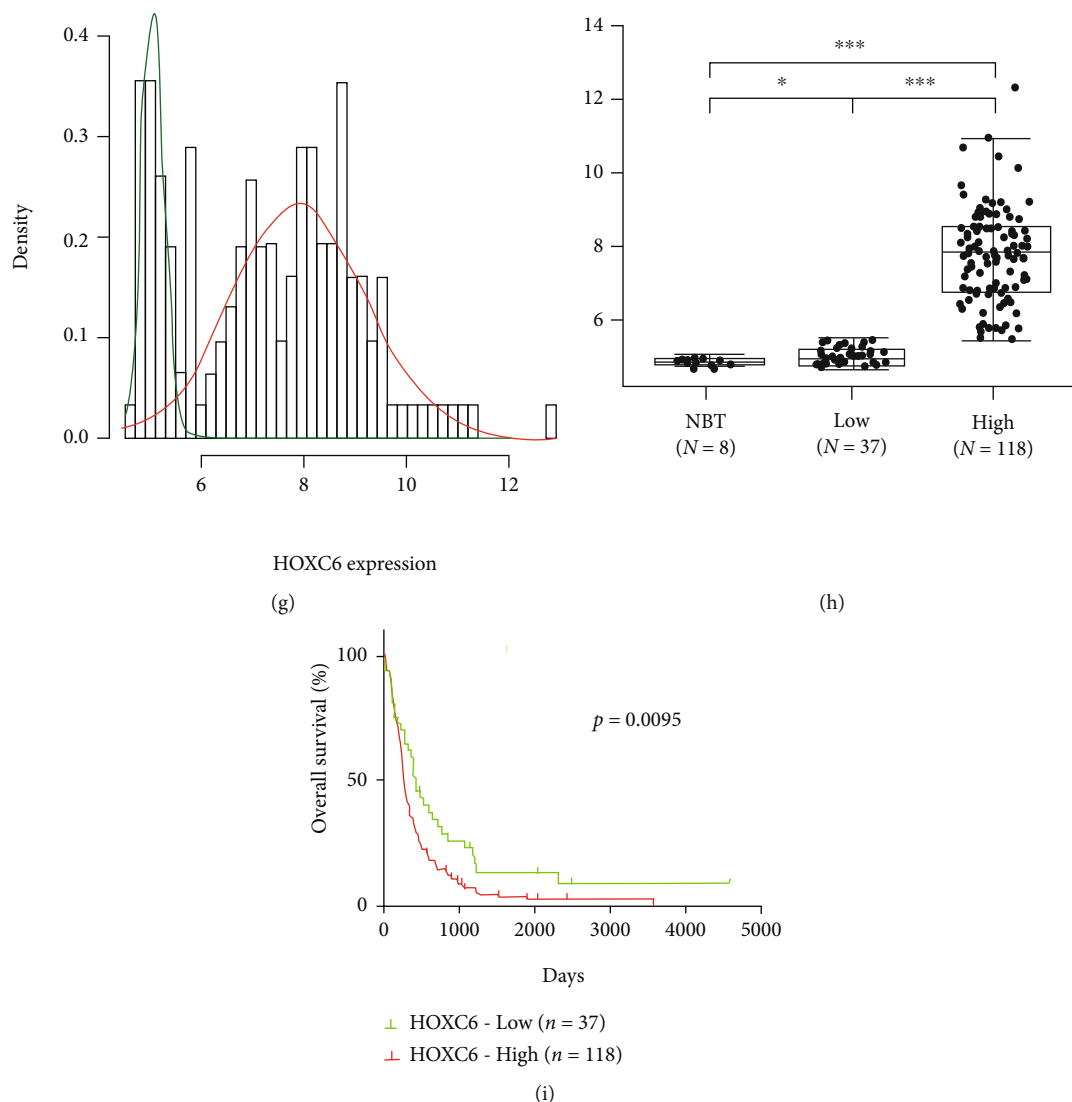 0.4
0.3
0.2
0.1
0.0
Density
6 8 10 12
HOXC6 expression
(g)
14
12
10
8
6
***
* ***
NBT Low High
(N = 8) (N = 37) (N = 118)
(h)
100
50
0
Overall survival (%)
p = 0.0095
0 1000 2000 3000 4000 5000
Days
HOXC6 - Low (n = 37)
HOXC6 - High (n = 118)
(i)